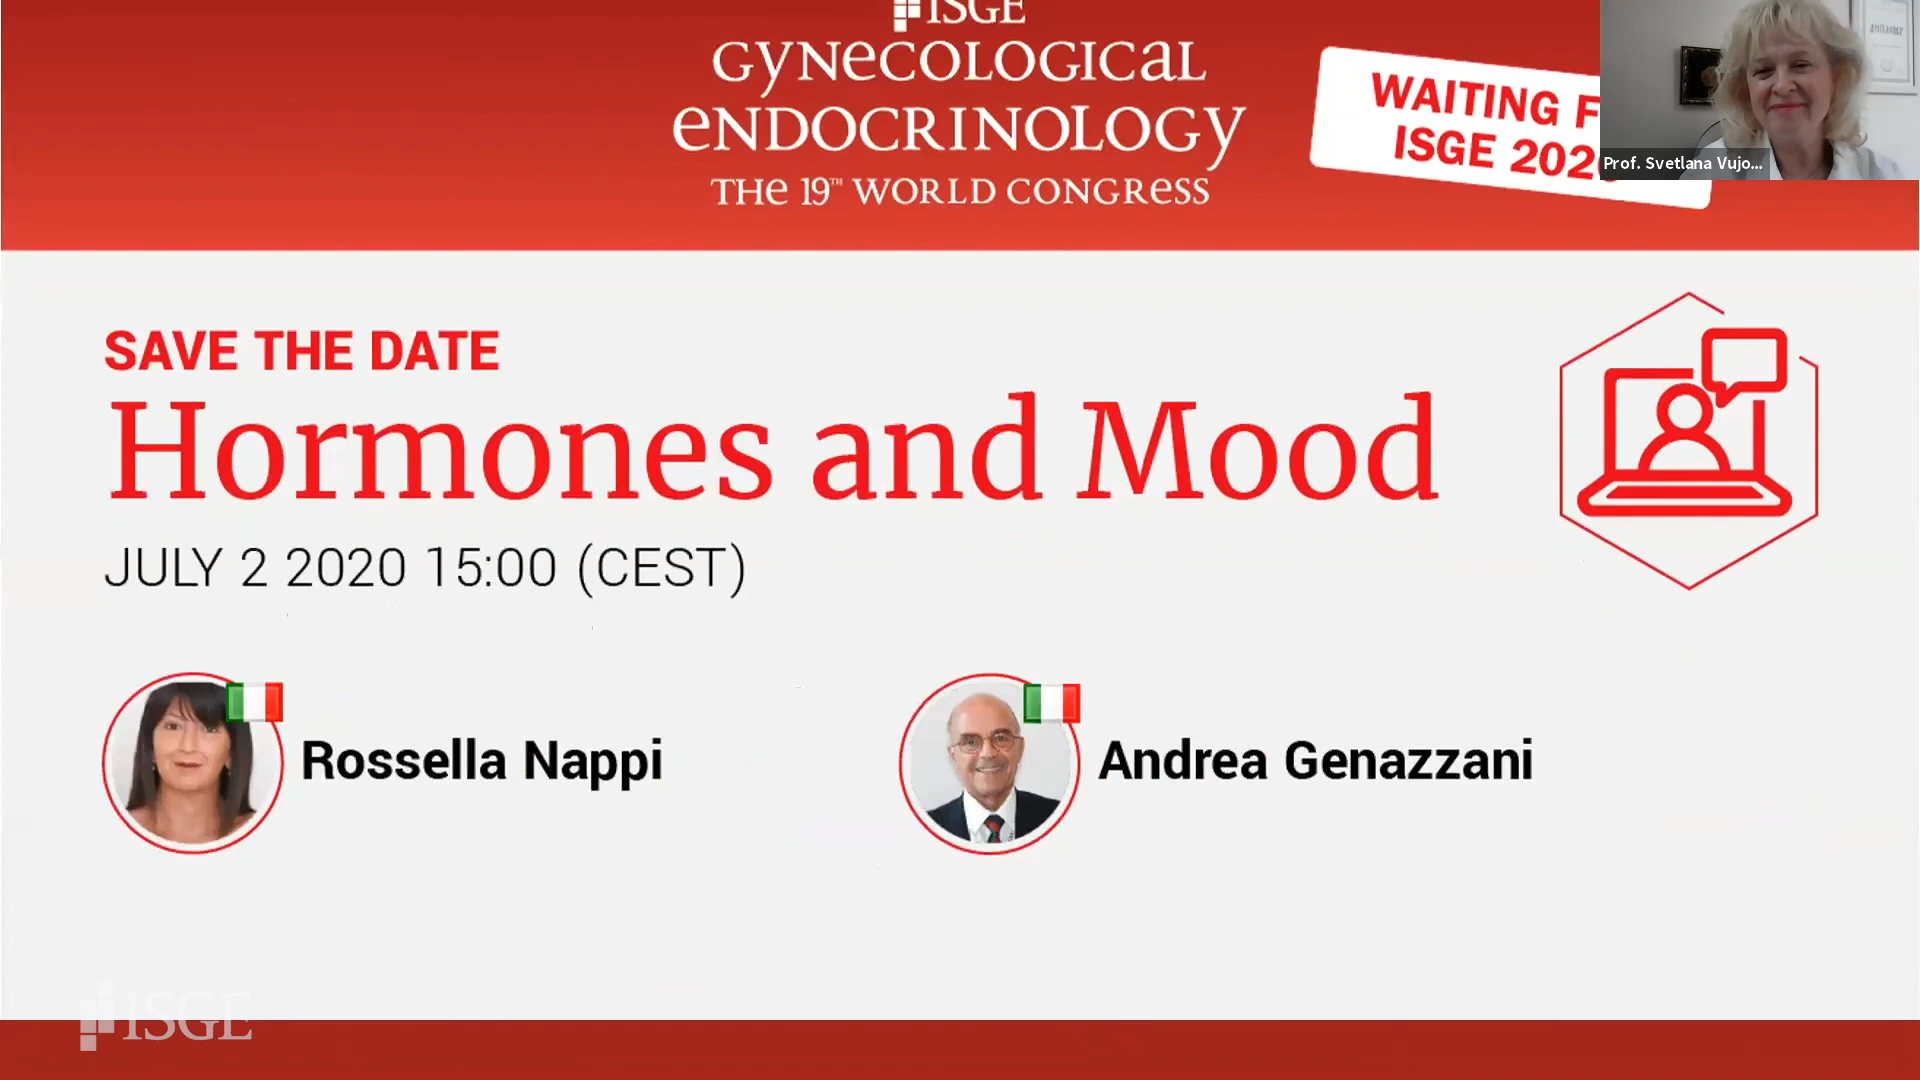 ISGE
GYNECOLOGICAL
ENDOCRINOLOGY
THE 19TH WORLD CONGRESS
WAITING F
ISGE 202
Prof. Svetlana Vujo...
SAVE THE DATE
Hormones and Mood
JULY 2 2020 15:00 (CEST)
Rossella Nappi
Andrea Genazzani
ISGE